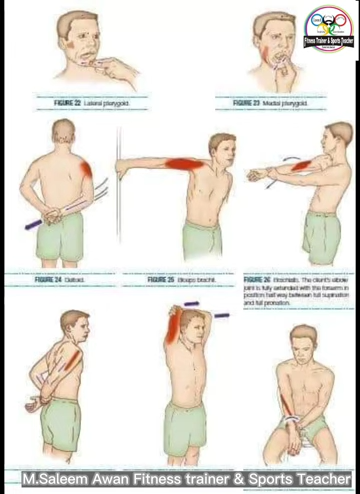 Fitness Trainer & Sports Teacher
FIGURE 22 Lateral pterygoid.
FIGURE 23 Medial pterygoid.
FIGURE 24 Deltoid.
FIGURE 25 Biceps brachii.
FIGURE 26 Brachialis. The client's elbow
joint is fully extended with the forearm in
position half way between full supination
and full pronation.
M.Saleem Awan Fitness trainer & Sports Teacher